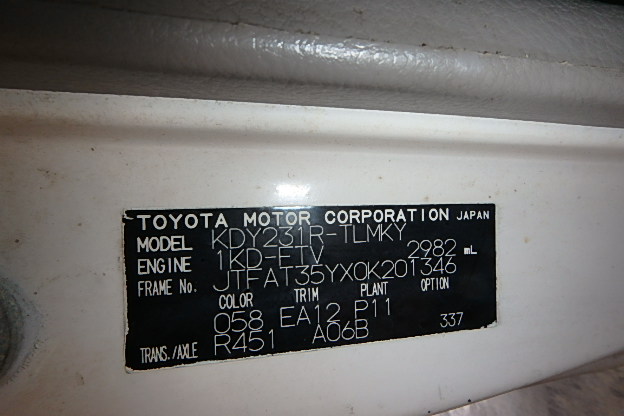 TOYOTA MOTOR CORPORATION JAPAN
MODEL KDY231R-TLMKY
ENGINE 1KD-FTV 2982 mL
FRAME No. JTFAT35YX0K201346
COLOR TRIM PLANT OPTION
058 EA12 P11
TRANS./AXLE R451 A06B 337